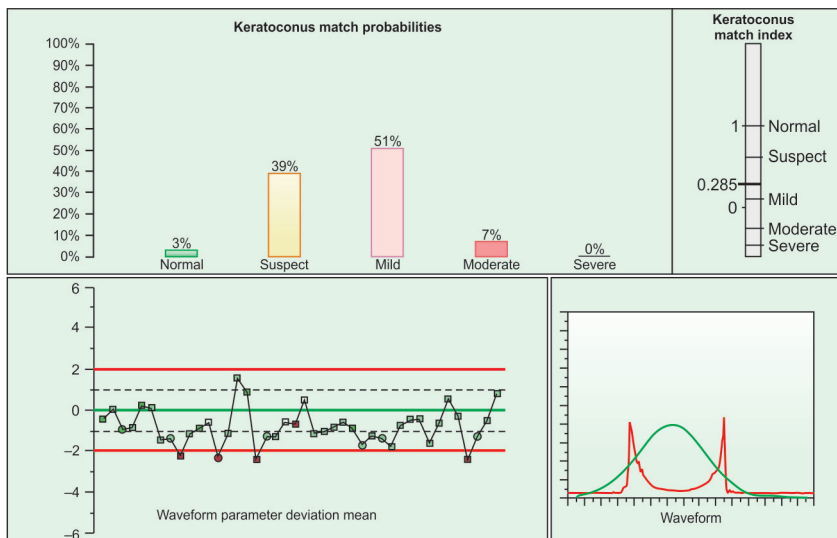 Keratoconus match probabilities
100%
90%
80%
70%
60%
50%
40%
30%
20%
10%
0%
3%
39%
51%
7%
0%
Normal
Suspect
Mild
Moderate
Severe
Keratoconus
match index
1
Normal
Suspect
0.285
Mild
0
Moderate
Severe
6
4
2
0
–2
–4
–6
Waveform parameter deviation mean
Waveform